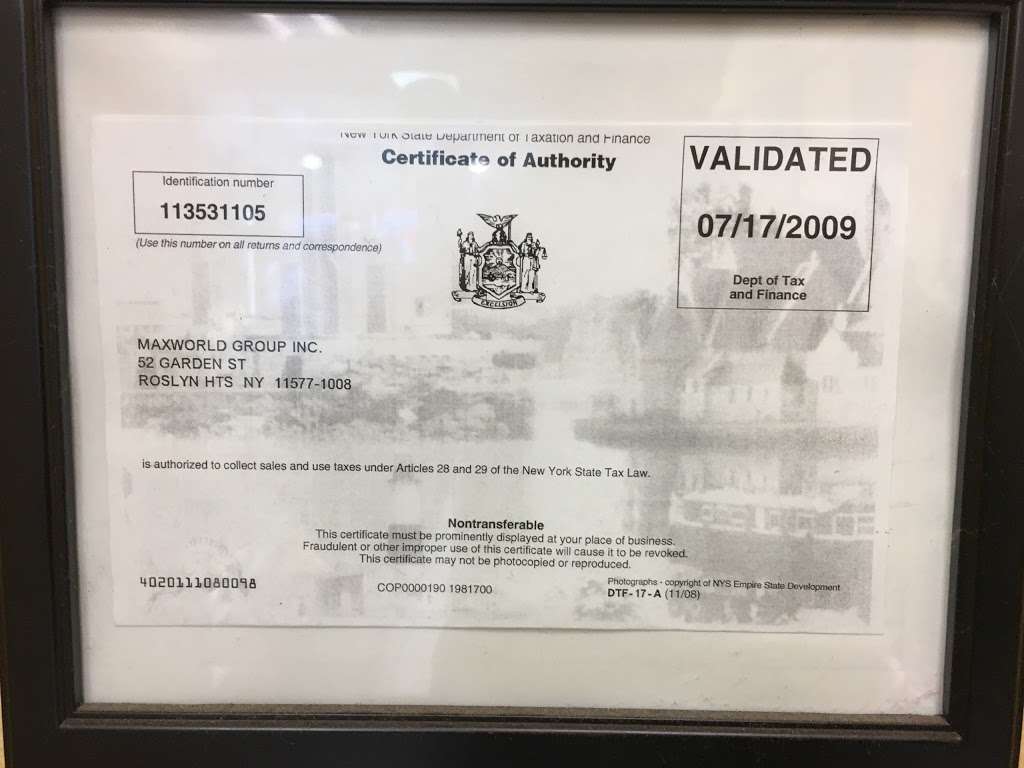 New York State Department of Taxation and Finance
Certificate of Authority
VALIDATED
07/17/2009
Dept of Tax
and Finance
Identification number
113531105
(Use this number on all returns and correspondence)
EXCELSIOR
MAXWORLD GROUP INC.
52 GARDEN ST
ROSLYN HTS NY 11577-1008
is authorized to collect sales and use taxes under Articles 28 and 29 of the New York State Tax Law.
Nontransferable
This certificate must be prominently displayed at your place of business.
Fraudulent or other improper use of this certificate will cause it to be revoked.
This certificate may not be photocopied or reproduced.
4020111080098
COP0000190 1981700
Photographs - copyright of NYS Empire State Development
DTF-17-A (11/08)